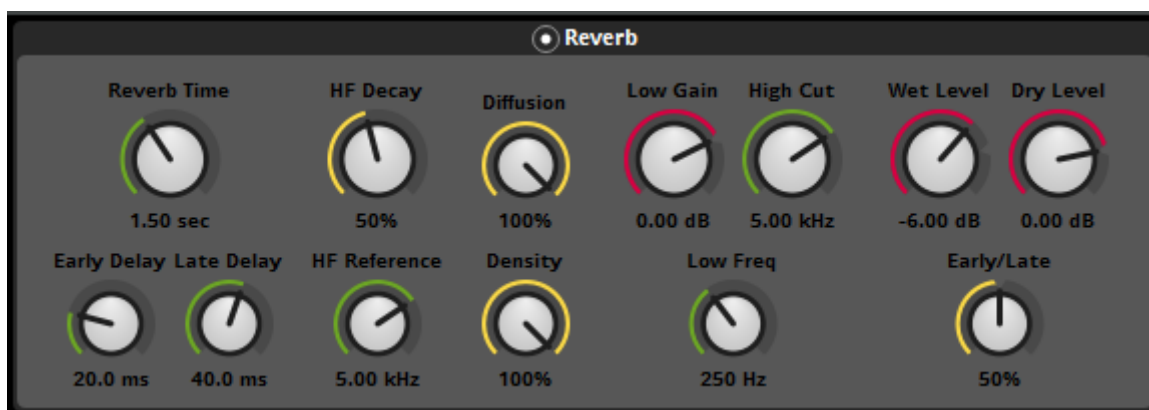 Reverb
Reverb Time HF Decay Diffusion Low Gain High Cut Wet Level Dry Level
1.50 sec 50% 100% 0.00 dB 5.00 kHz -6.00 dB 0.00 dB
Early Delay Late Delay HF Reference Density Low Freq Early/Late
20.0 ms 40.0 ms 5.00 kHz 100% 250 Hz 50%